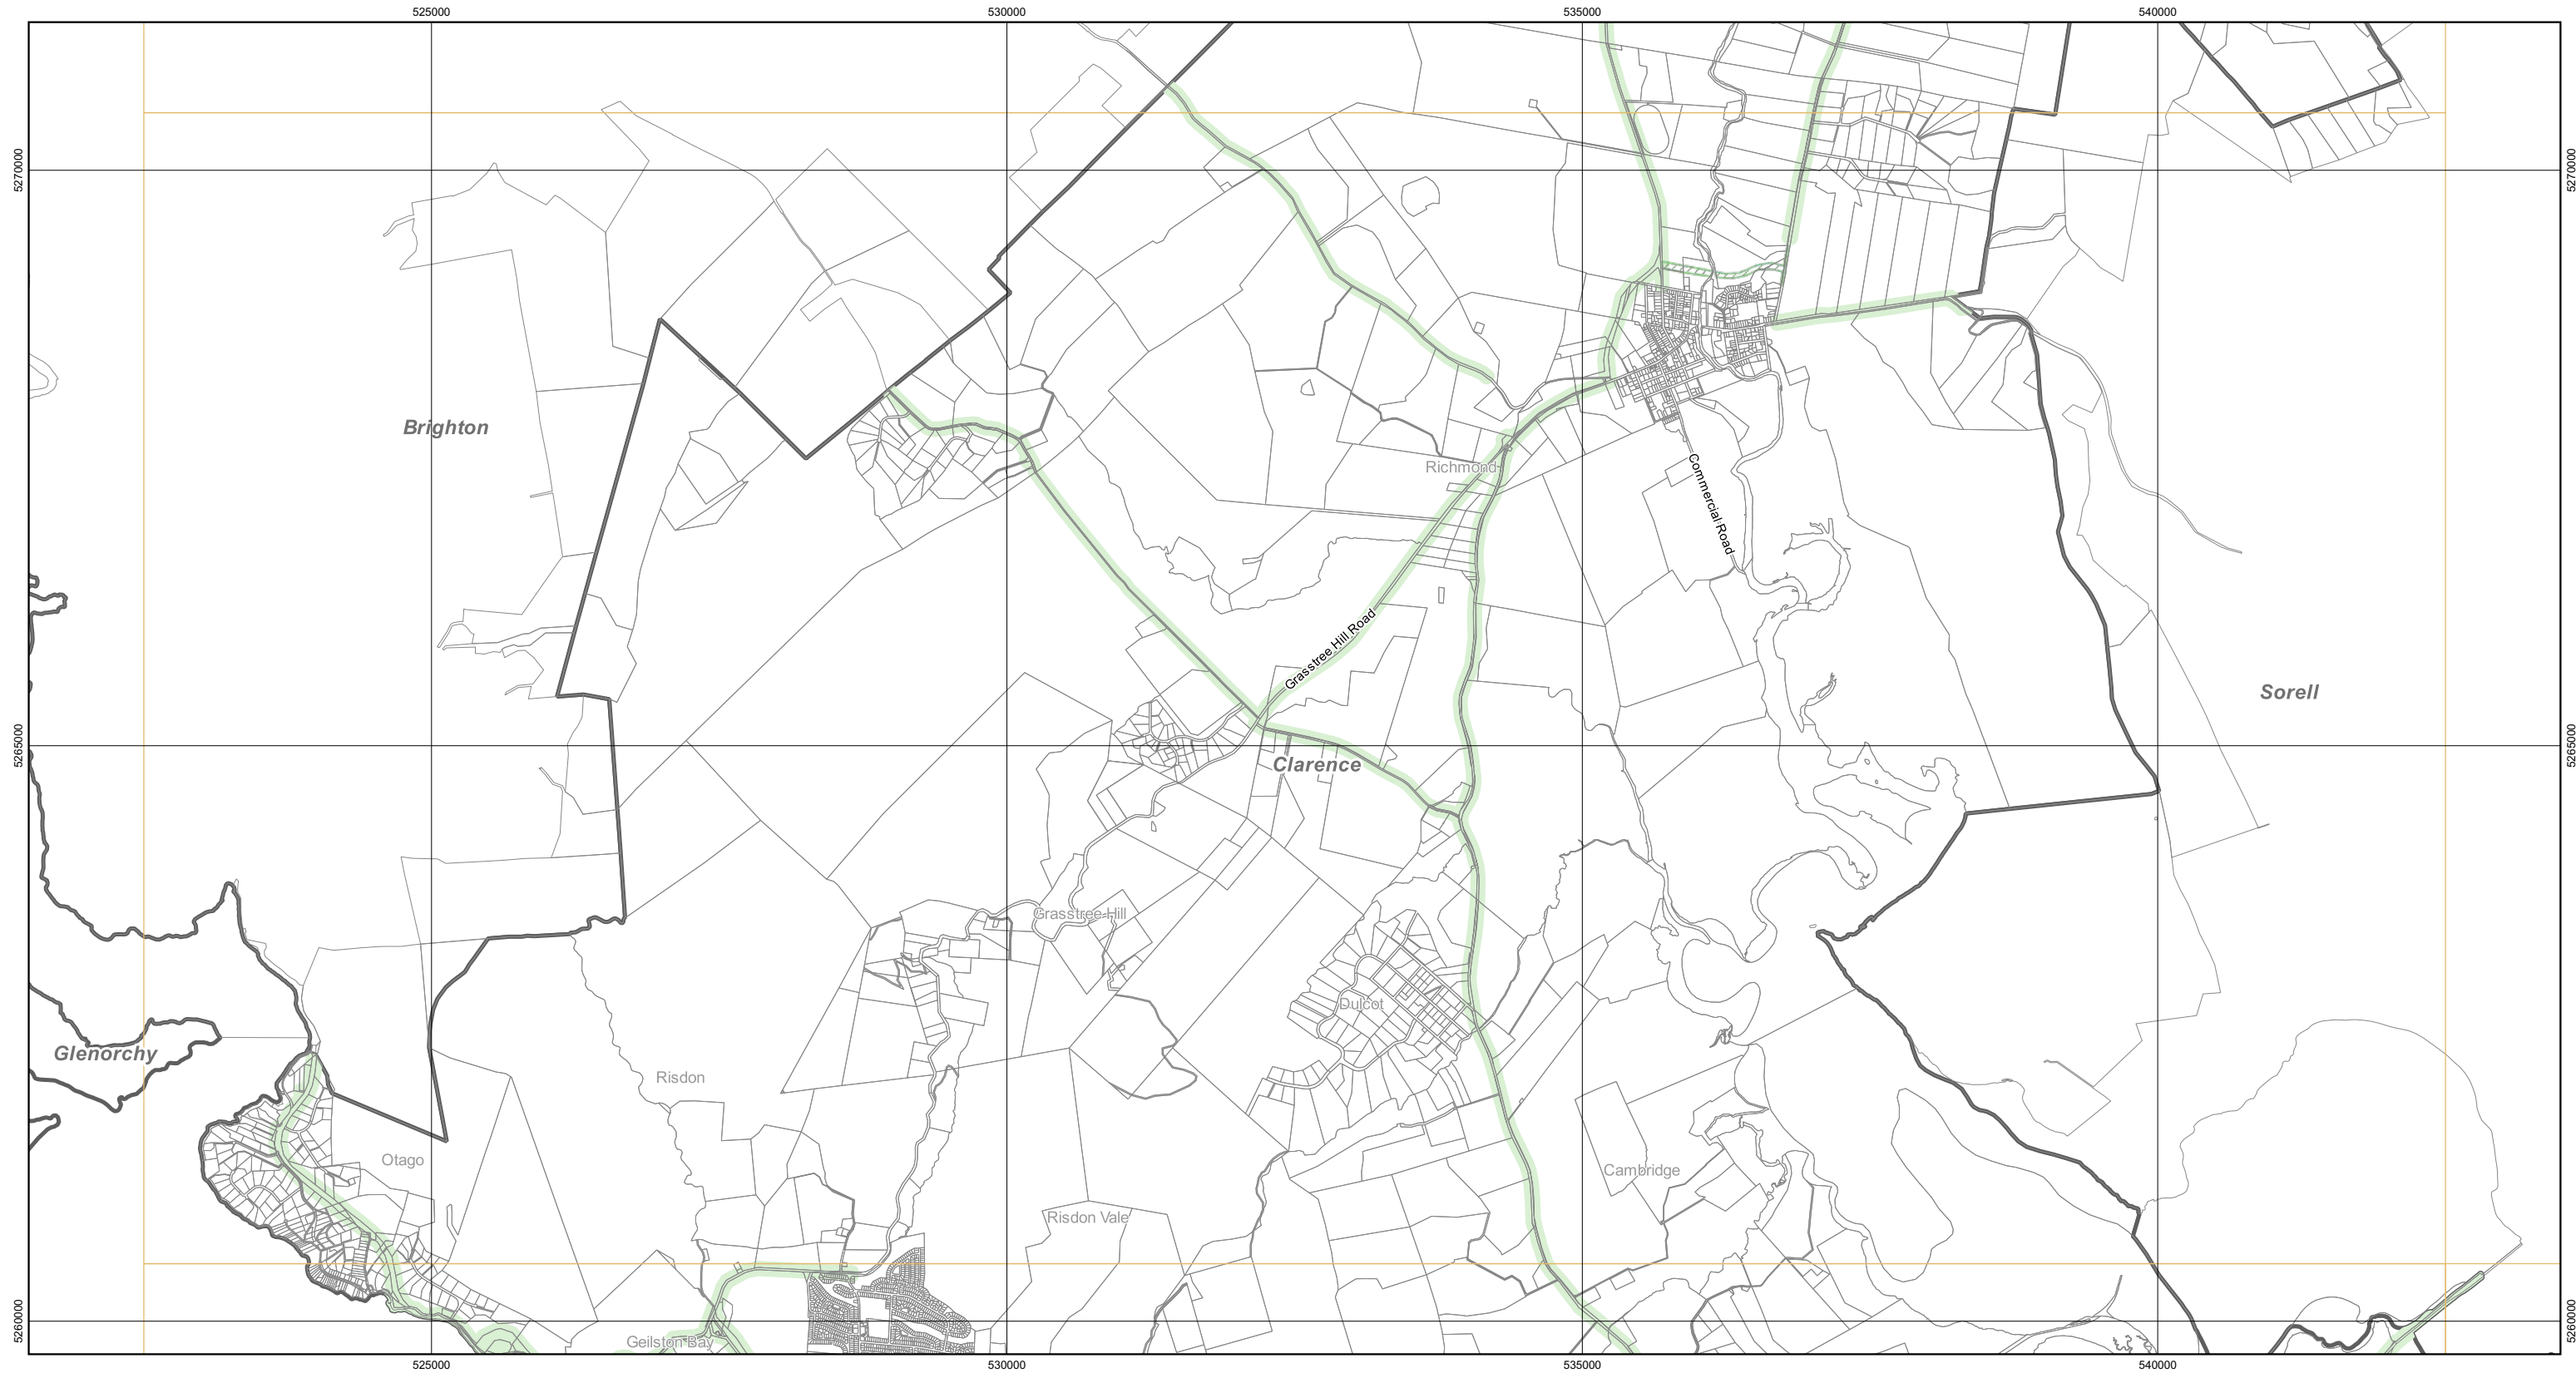 525000
530000
535000
540000
5270000
5270000
Brighton
Richmond
Commercial Road
Grasstree Hill Road
Sorell
5265000
5265000
Clarence
Grasstree Hill
Dulcot
Glenorchy
Risdon
Otago
Cambridge
Risdon Vale
5260000
5260000
Geilston Bay
525000
530000
535000
540000